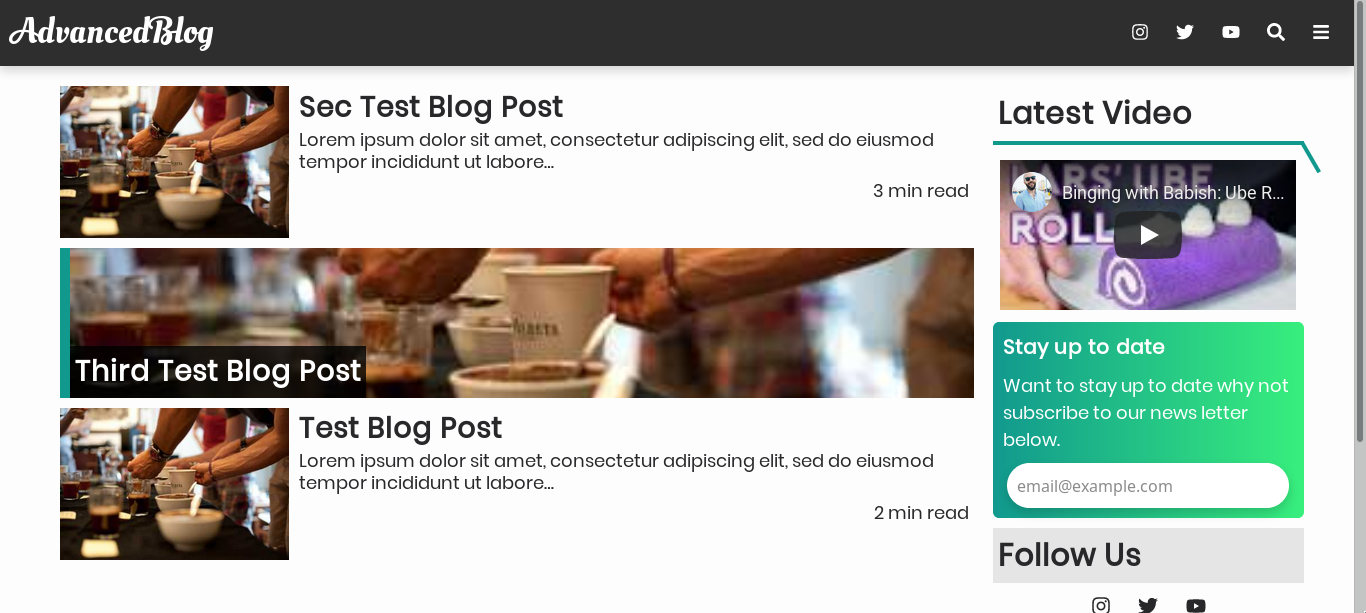 AdvancedBlog
Sec Test Blog Post
Lorem ipsum dolor sit amet, consectetur adipiscing elit, sed do eiusmod
tempor incididunt ut labore...
3 min read
Third Test Blog Post
Test Blog Post
Lorem ipsum dolor sit amet, consectetur adipiscing elit, sed do eiusmod
tempor incididunt ut labore...
2 min read
Latest Video
Binging with Babish: Ube R...
ROLL
Stay up to date
Want to stay up to date why not
subscribe to our news letter
below.
email@example.com
Follow Us